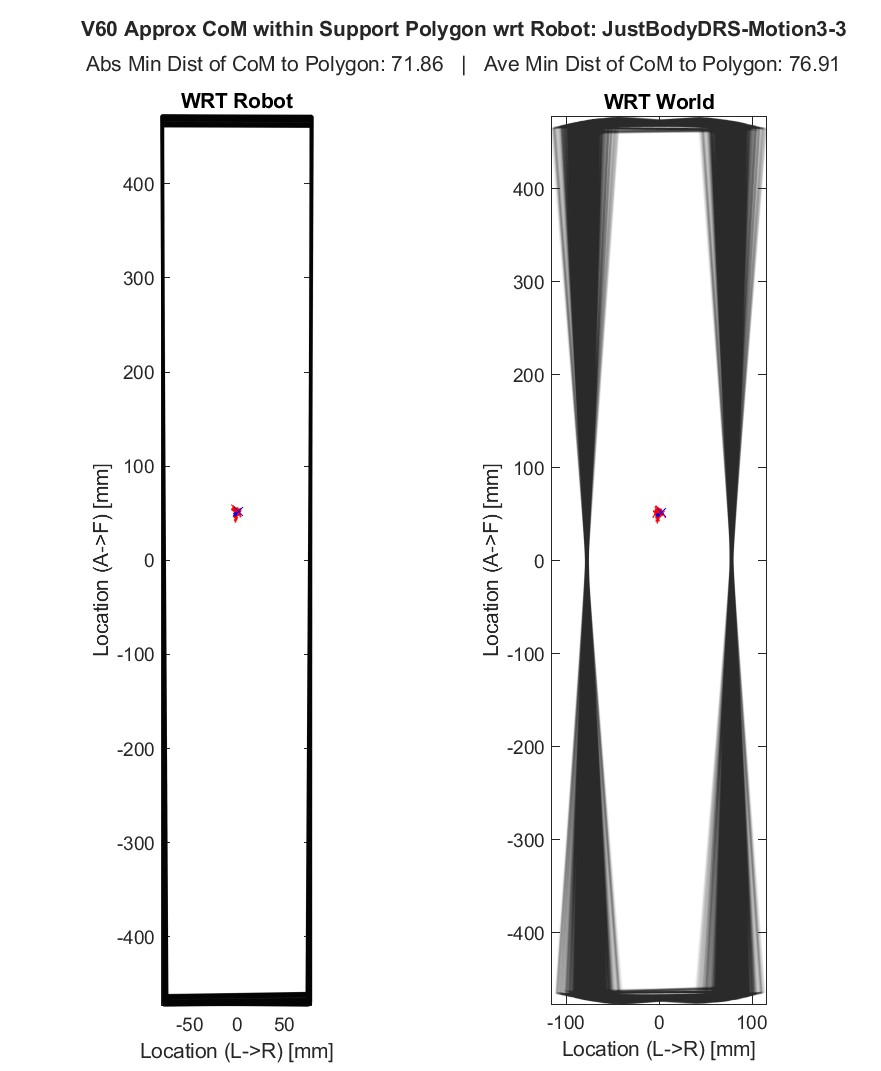 V60 Approx CoM within Support Polygon wrt Robot: JustBodyDRS-Motion3-3
Abs Min Dist of CoM to Polygon: 71.86 | Ave Min Dist of CoM to Polygon: 76.91
WRT Robot
400
300
200
100
0
-100
-200
-300
-400
Location (A->F) [mm]
-50 0 50
Location (L->R) [mm]
WRT World
400
300
200
100
0
-100
-200
-300
-400
Location (A->F) [mm]
-100 0 100
Location (L->R) [mm]